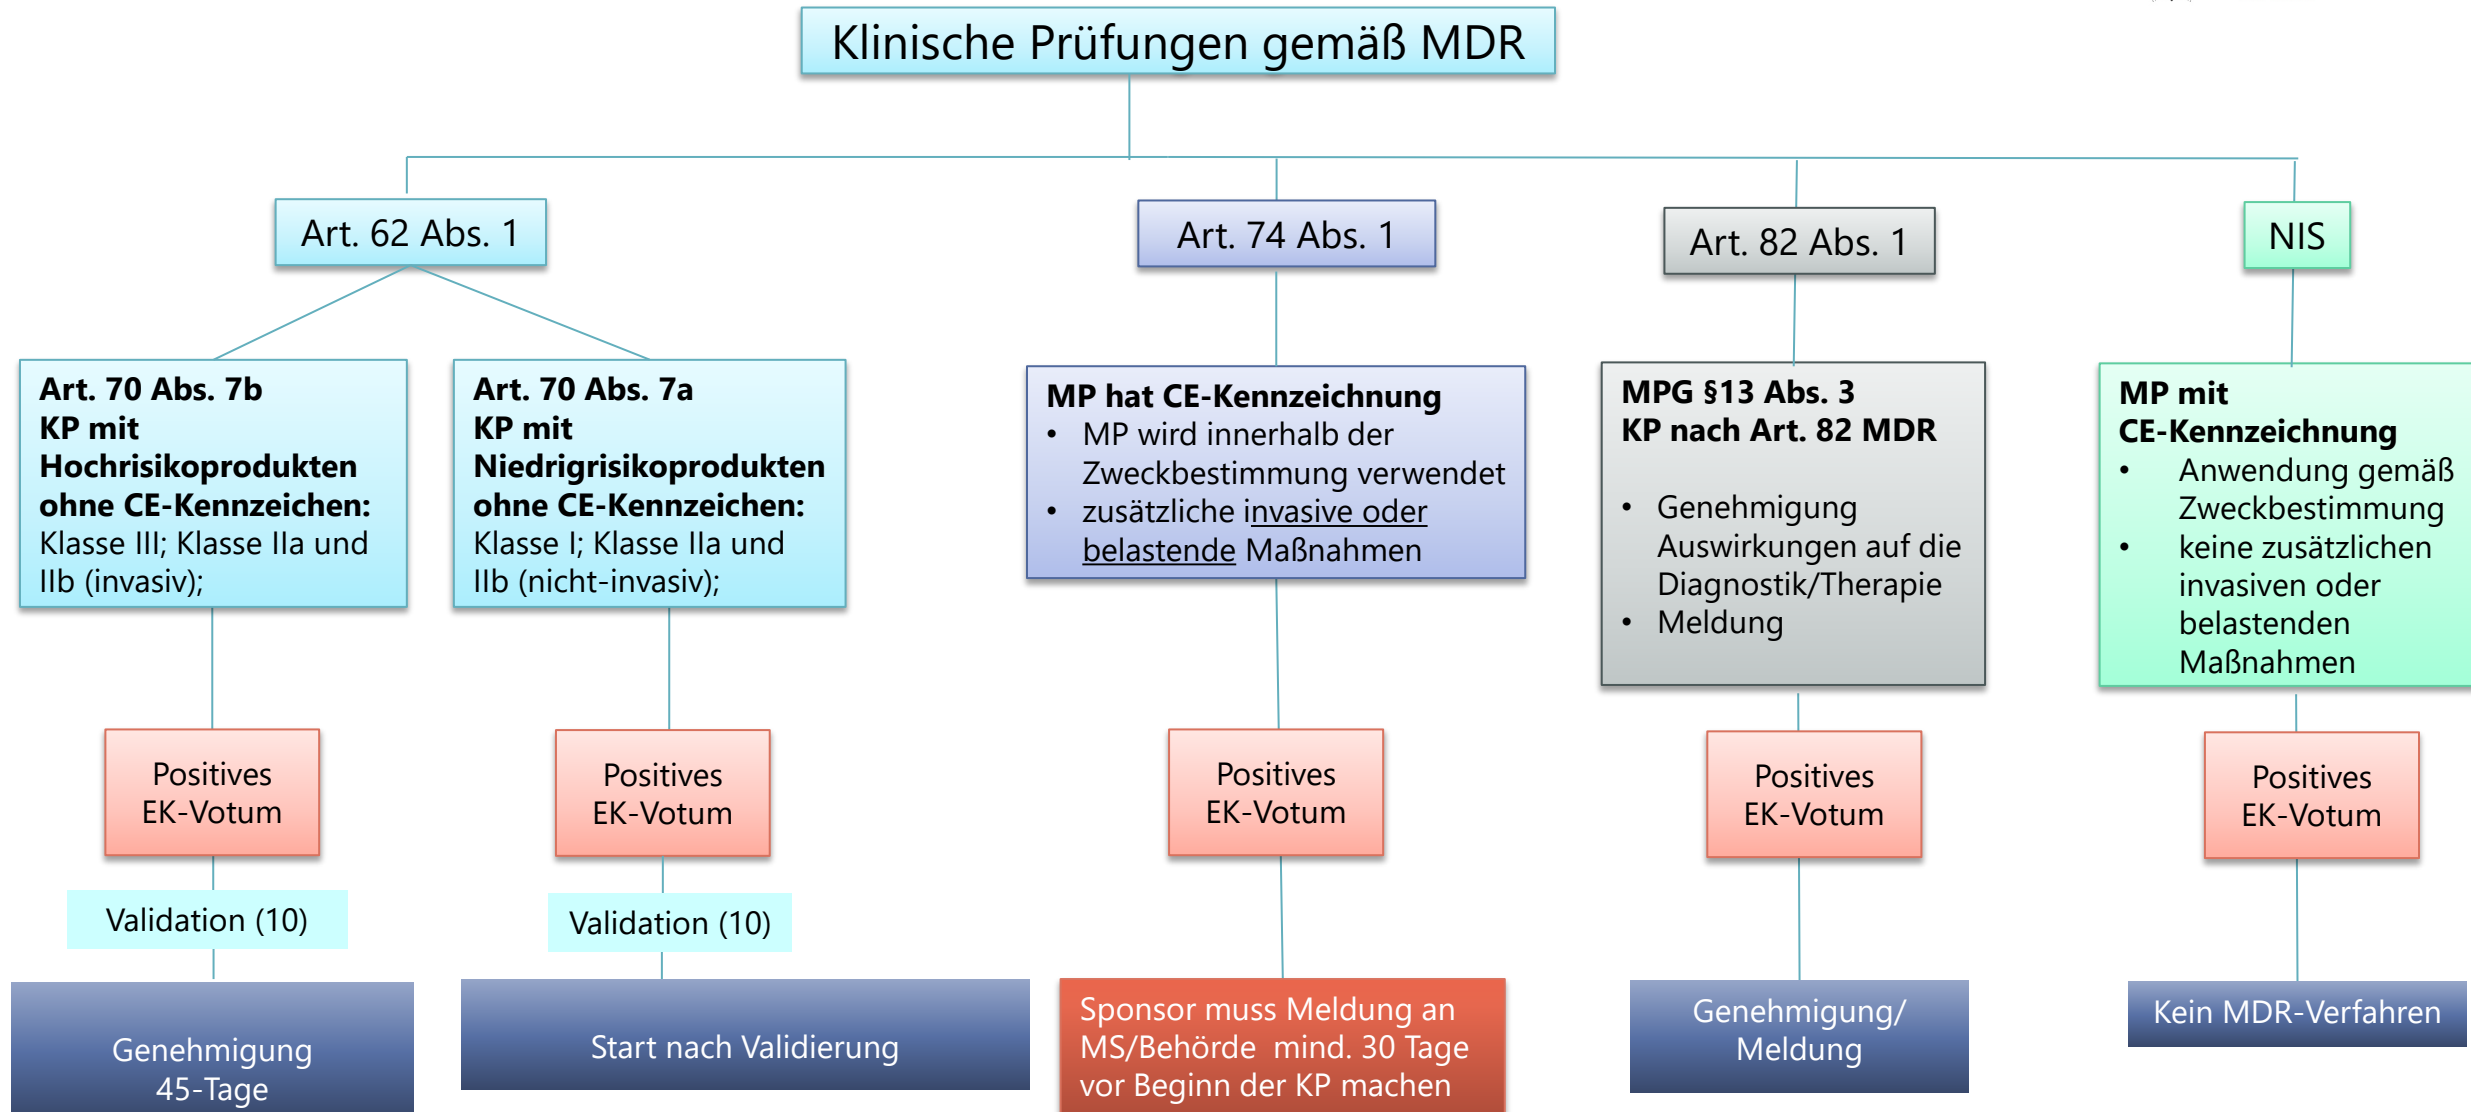 Klinische Prüfungen gemäß MDR
Art. 62 Abs. 1
Art. 74 Abs. 1
Art. 82 Abs. 1
NIS
Art. 70 Abs. 7b
KP mit
Hochrisikoprodukten
ohne CE-Kennzeichen:
Klasse III; Klasse IIa und
IIb (invasiv);
Art. 70 Abs. 7a
KP mit
Niedrigrisikoprodukten
ohne CE-Kennzeichen:
Klasse I; Klasse IIa und
IIb (nicht-invasiv);
MP hat CE-Kennzeichnung
• MP wird innerhalb der
Zweckbestimmung verwendet
• zusätzliche invasive oder
belastende Maßnahmen
MPG §13 Abs. 3
KP nach Art. 82 MDR
• Genehmigung
Auswirkungen auf die
Diagnostik/Therapie
• Meldung
MP mit
CE-Kennzeichnung
• Anwendung gemäß
Zweckbestimmung
• keine zusätzlichen
invasiven oder
belastenden
Maßnahmen
Positives
EK-Votum
Positives
EK-Votum
Positives
EK-Votum
Positives
EK-Votum
Positives
EK-Votum
Validation (10)
Validation (10)
Genehmigung
45-Tage
Start nach Validierung
Sponsor muss Meldung an
MS/Behörde mind. 30 Tage
vor Beginn der KP machen
Genehmigung/
Meldung
Kein MDR-Verfahren